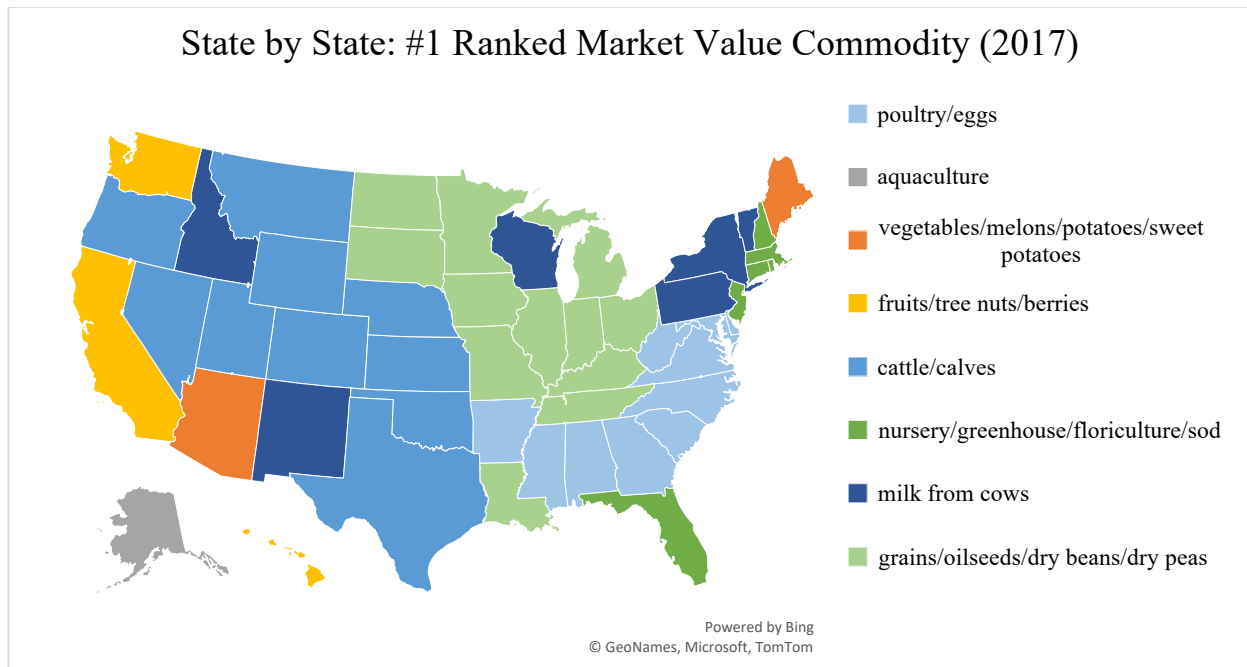 State by State: #1 Ranked Market Value Commodity (2017)
poultry/eggs
aquaculture
vegetables/melons/potatoes/sweet
potatoes
fruits/tree nuts/berries
cattle/calves
nursery/greenhouse/floriculture/sod
milk from cows
grains/oilseeds/dry beans/dry peas
Powered by Bing
© GeoNames, Microsoft, TomTom